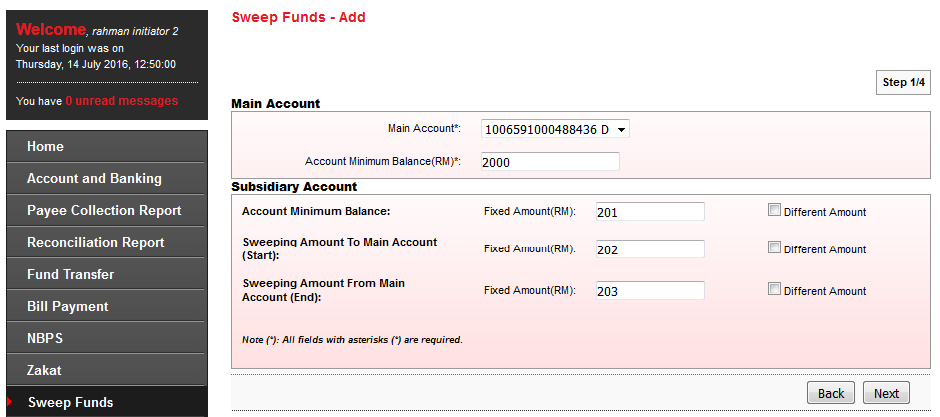 Welcome, rahman initiator 2
Your last login was on
Thursday, 14 July 2016, 12:50:00
You have 0 unread messages
Home
Account and Banking
Payee Collection Report
Reconciliation Report
Fund Transfer
Bill Payment
NBPS
Zakat
Sweep Funds
Sweep Funds - Add
Step 1/4
Main Account
Main Account*: 1006591000488436 D
Account Minimum Balance(RM)*: 2000
Subsidiary Account
Account Minimum Balance: Fixed Amount(RM): 201 Different Amount
Sweeping Amount To Main Account
(Start): Fixed Amount(RM): 202 Different Amount
Sweeping Amount From Main
Account (End): Fixed Amount(RM): 203 Different Amount
Note (*): All fields with asterisks (*) are required.
Back Next